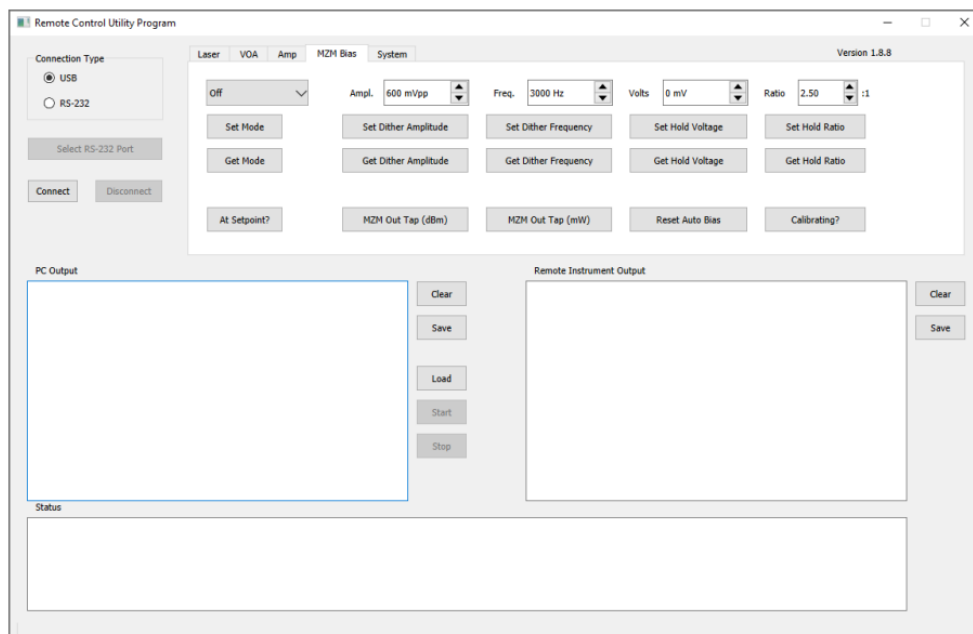 Remote Control Utility Program
Connection Type
USB
RS-232
Select RS-232 Port
Connect Disconnect
Laser VOA Amp MZM Bias System Version 1.8.8
Off Ampl. 600 mVpp Freq. 3000 Hz Volts 0 mV Ratio 2.50 :1
Set Mode Set Dither Amplitude Set Dither Frequency Set Hold Voltage Set Hold Ratio
Get Mode Get Dither Amplitude Get Dither Frequency Get Hold Voltage Get Hold Ratio
At Setpoint? MZM Out Tap (dBm) MZM Out Tap (mW) Reset Auto Bias Calibrating?
PC Output
Clear
Save
Load
Start
Stop
Remote Instrument Output
Clear
Save
Status